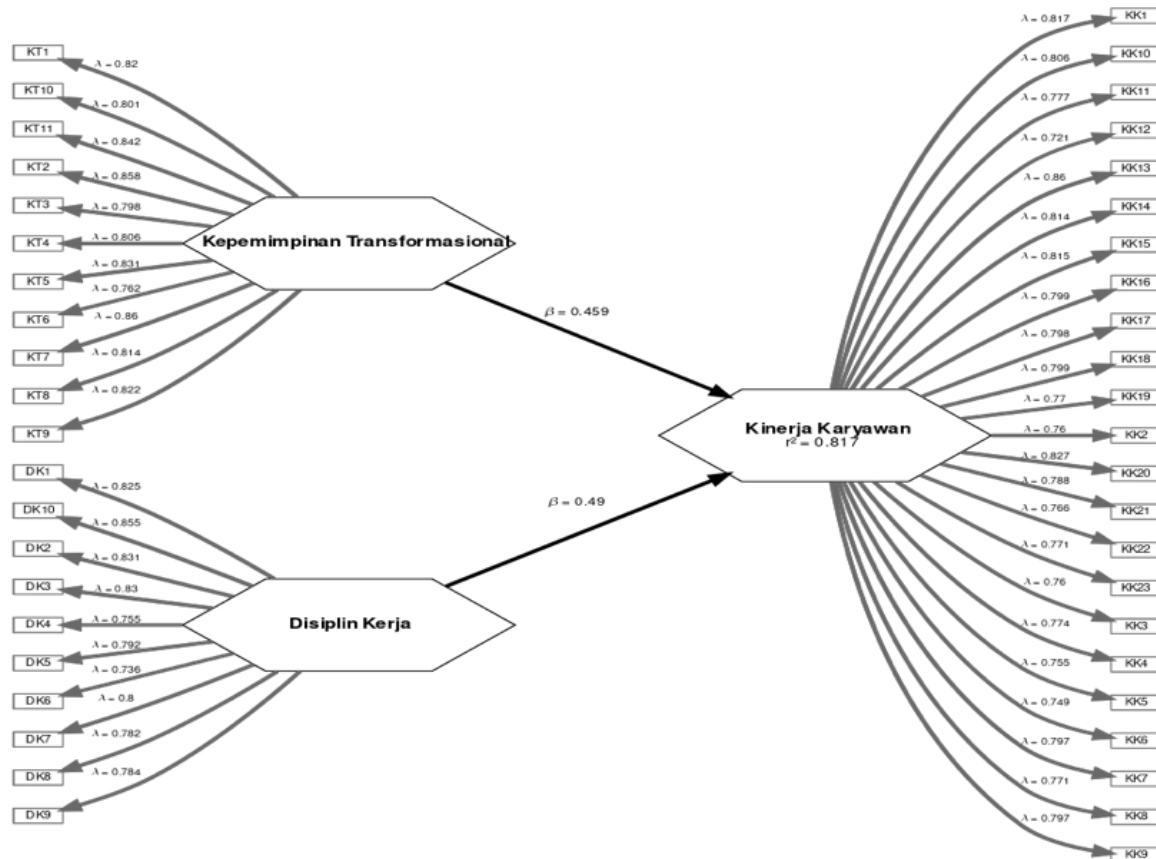 KT1
λ = 0.82
KT10
λ = 0.801
KT11
λ = 0.842
KT2
λ = 0.858
KT3
λ = 0.798
KT4
λ = 0.806
KT5
λ = 0.831
KT6
λ = 0.762
KT7
λ = 0.86
KT8
λ = 0.814
KT9
λ = 0.822
Kepemimpinan Transformasional
β = 0.459
DK1
λ = 0.825
DK10
λ = 0.855
DK2
λ = 0.831
DK3
λ = 0.83
DK4
λ = 0.755
DK5
λ = 0.792
DK6
λ = 0.736
DK7
λ = 0.8
DK8
λ = 0.782
DK9
λ = 0.784
Disiplin Kerja
β = 0.49
Kinerja Karyawan
r² = 0.817
λ = 0.817
KK1
λ = 0.806
KK10
λ = 0.777
KK11
λ = 0.721
KK12
λ = 0.86
KK13
λ = 0.814
KK14
λ = 0.815
KK15
λ = 0.799
KK16
λ = 0.798
KK17
λ = 0.799
KK18
λ = 0.77
KK19
λ = 0.76
KK2
λ = 0.827
KK20
λ = 0.788
KK21
λ = 0.766
KK22
λ = 0.771
KK23
λ = 0.76
KK3
λ = 0.774
KK4
λ = 0.755
KK5
λ = 0.749
KK6
λ = 0.797
KK7
λ = 0.771
KK8
λ = 0.797
KK9